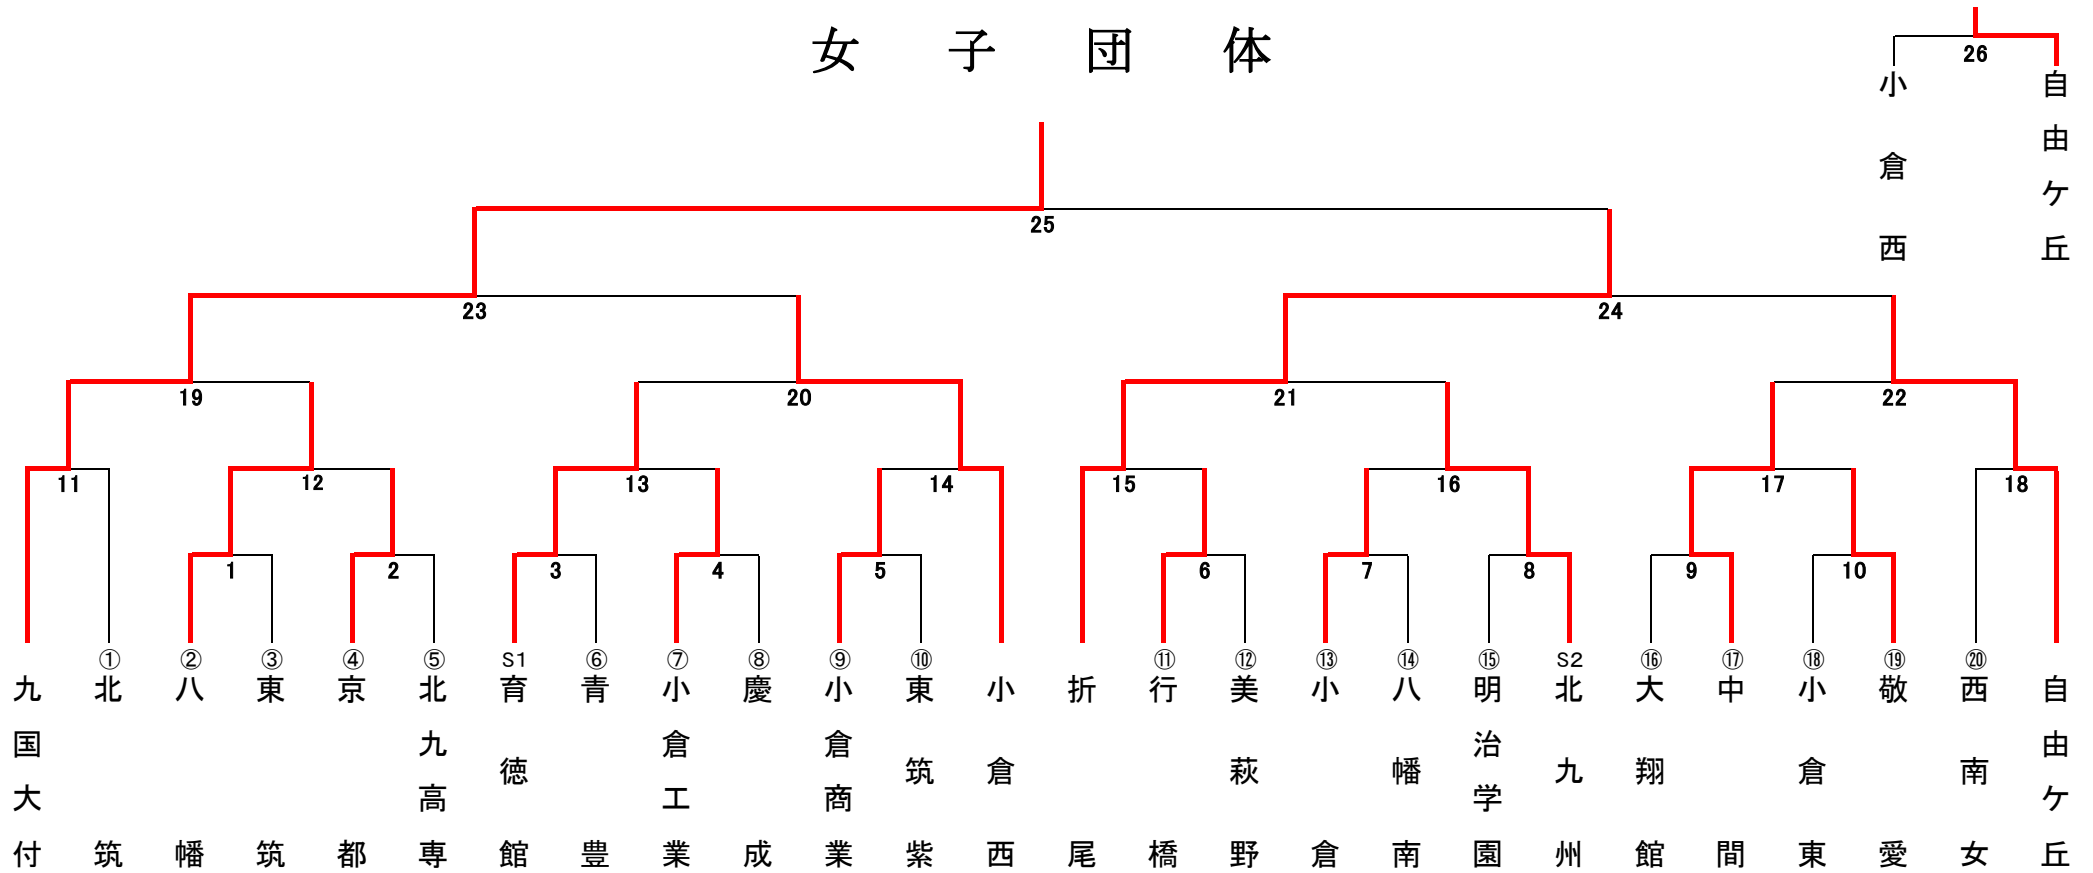 女子団体
26
小倉西
自由ケ丘
25
23
24
19
20
21
22
11
12
13
14
15
16
17
18
1
2
3
4
5
6
7
8
9
10
九国大付
① 北筑
② 八幡
③ 東筑
④ 京都
⑤ 北九高専
S1 育徳館
⑥ 青豊
⑦ 小倉工業
⑧ 慶成
⑨ 小倉商業
⑩ 東筑紫
小倉西
折尾
⑪ 行橋
⑫ 美萩野
⑬ 小倉
⑭ 八幡南
⑮ 明治学園
S2 北九州
⑯ 大翔館
⑰ 中間
⑱ 小倉東
⑲ 敬愛
⑳ 西南女
自由ケ丘